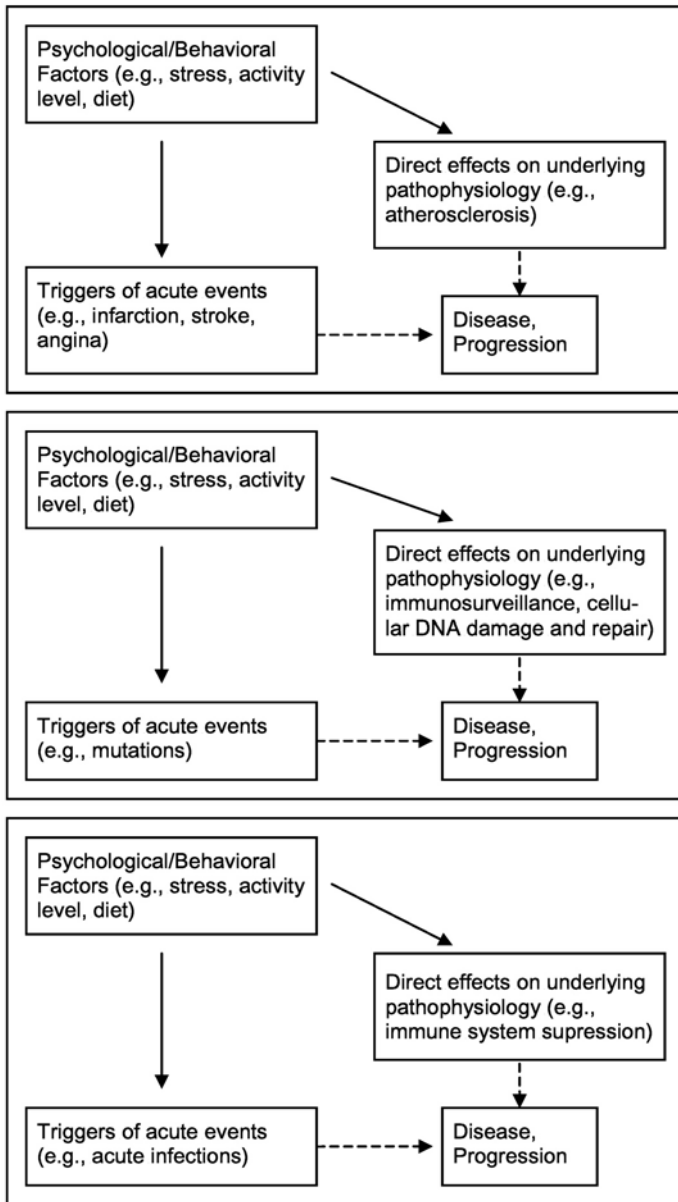 Psychological/Behavioral
Factors (e.g., stress, activity
level, diet)
Direct effects on underlying
pathophysiology (e.g.,
atherosclerosis)
Triggers of acute events
(e.g., infarction, stroke,
angina)
Disease,
Progression
Psychological/Behavioral
Factors (e.g., stress, activity
level, diet)
Direct effects on underlying
pathophysiology (e.g.,
immunosurveillance, cellu-
lar DNA damage and repair)
Triggers of acute events
(e.g., mutations)
Disease,
Progression
Psychological/Behavioral
Factors (e.g., stress, activity
level, diet)
Direct effects on underlying
pathophysiology (e.g.,
immune system supression)
Triggers of acute events
(e.g., acute infections)
Disease,
Progression